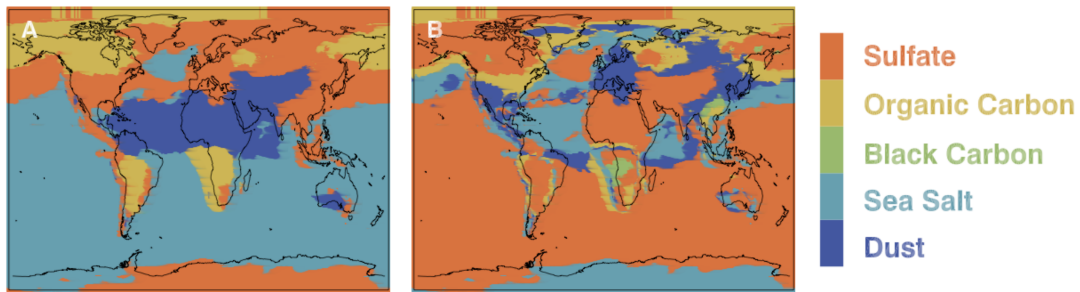 A
B
Sulfate
Organic Carbon
Black Carbon
Sea Salt
Dust